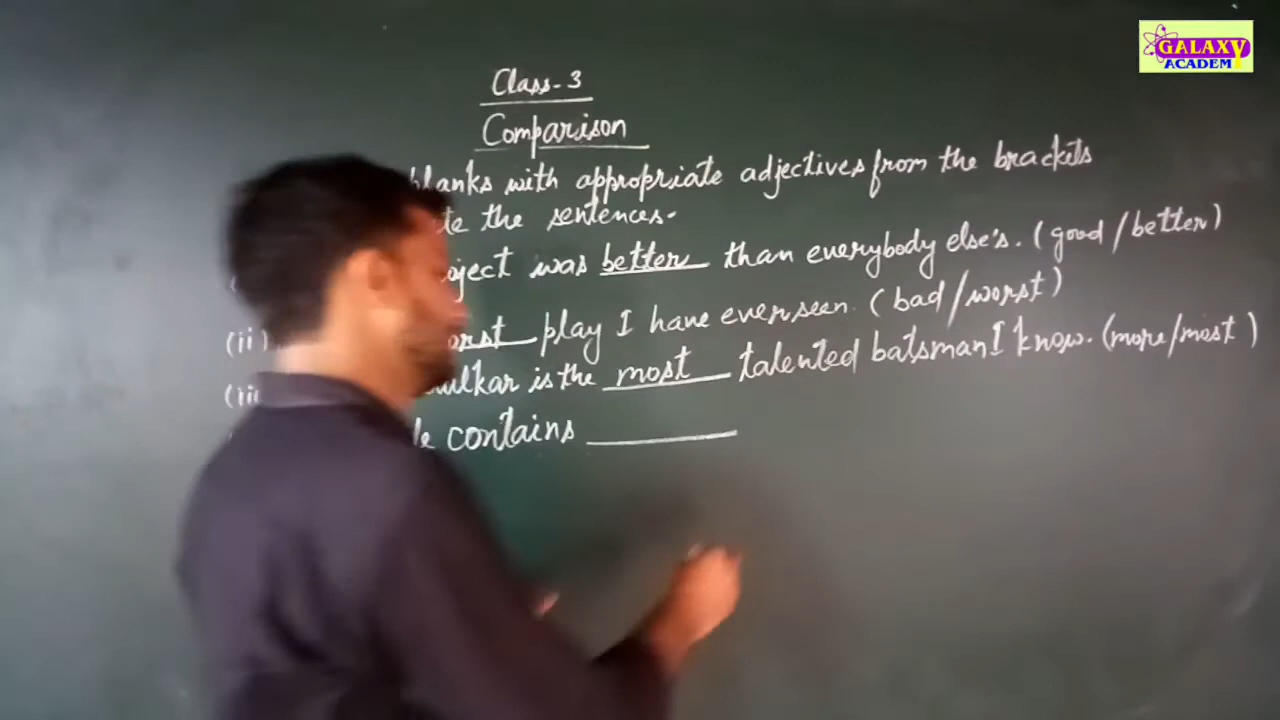 GALAXY
ACADEM
Class-3
Comparison
blanks with appropriate adjectives from the brackets
the sentences.
was better than everybody else's. (good/better)
(ii) play I have ever seen. (bad/worst)
is the most talented batsman I know. (more/most)
contains ______